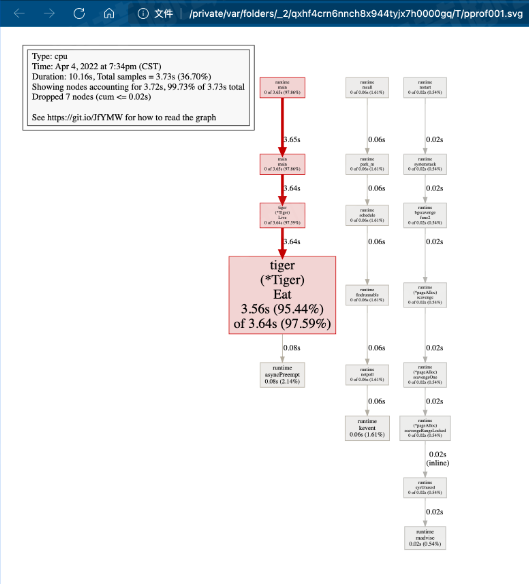 文件
/private/var/folders/_2/qxhf4crn6nnch8x944tyjx7h0000gq/T/pprof001.svg
Type: cpu
Time: Apr 4, 2022 at 7:34pm (CST)
Duration: 10.16s, Total samples = 3.73s (36.70%)
Showing nodes accounting for 3.72s, 99.73% of 3.73s total
Dropped 7 nodes (cum <= 0.02s)
See https://git.io/JfYMW for how to read the graph
runtime
main
0 of 3.65s (97.86%)
3.65s
main
main
0 of 3.65s (97.86%)
3.64s
tiger
(*Tiger)
Live
0 of 3.64s (97.59%)
3.64s
tiger
(*Tiger)
Eat
3.56s (95.44%)
of 3.64s (97.59%)
0.08s
runtime
asyncPreempt
0.08s (2.14%)
runtime
mcall
0 of 0.06s (1.61%)
0.06s
runtime
park_m
0 of 0.06s (1.61%)
0.06s
runtime
schedule
0 of 0.06s (1.61%)
0.06s
runtime
findrunnable
0 of 0.06s (1.61%)
0.06s
runtime
netpoll
0 of 0.06s (1.61%)
0.06s
runtime
kevent
0.06s (1.61%)
runtime
mstart
0 of 0.02s (0.54%)
0.02s
runtime
systemstack
0 of 0.02s (0.54%)
0.02s
runtime
bgscavenge
func2
0 of 0.02s (0.54%)
0.02s
runtime
(*pageAlloc)
scavenge
0 of 0.02s (0.54%)
0.02s
runtime
(*pageAlloc)
scavengeOne
0 of 0.02s (0.54%)
0.02s
runtime
(*pageAlloc)
scavengeRangeLocked
0 of 0.02s (0.54%)
0.02s
(inline)
runtime
sysUnused
0 of 0.02s (0.54%)
0.02s
runtime
madvise
0.02s (0.54%)